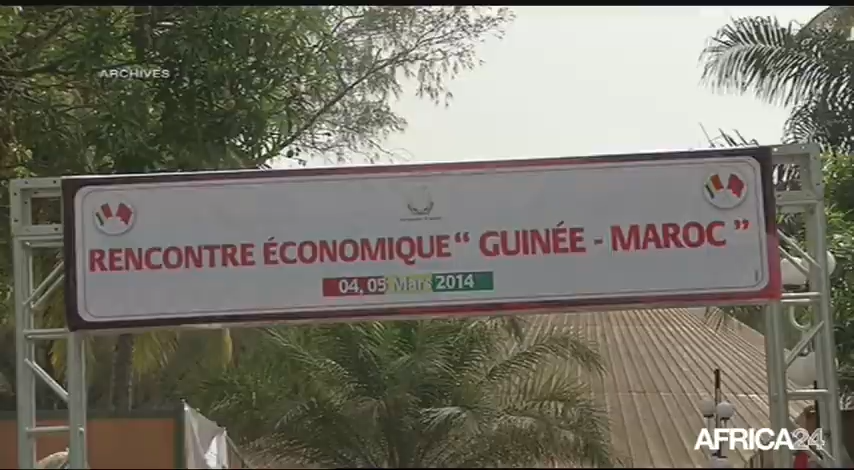 ARCHIVES
RENCONTRE ÉCONOMIQUE “ GUINÉE - MAROC ”
04, 05 Mars 2014
AFRICA24